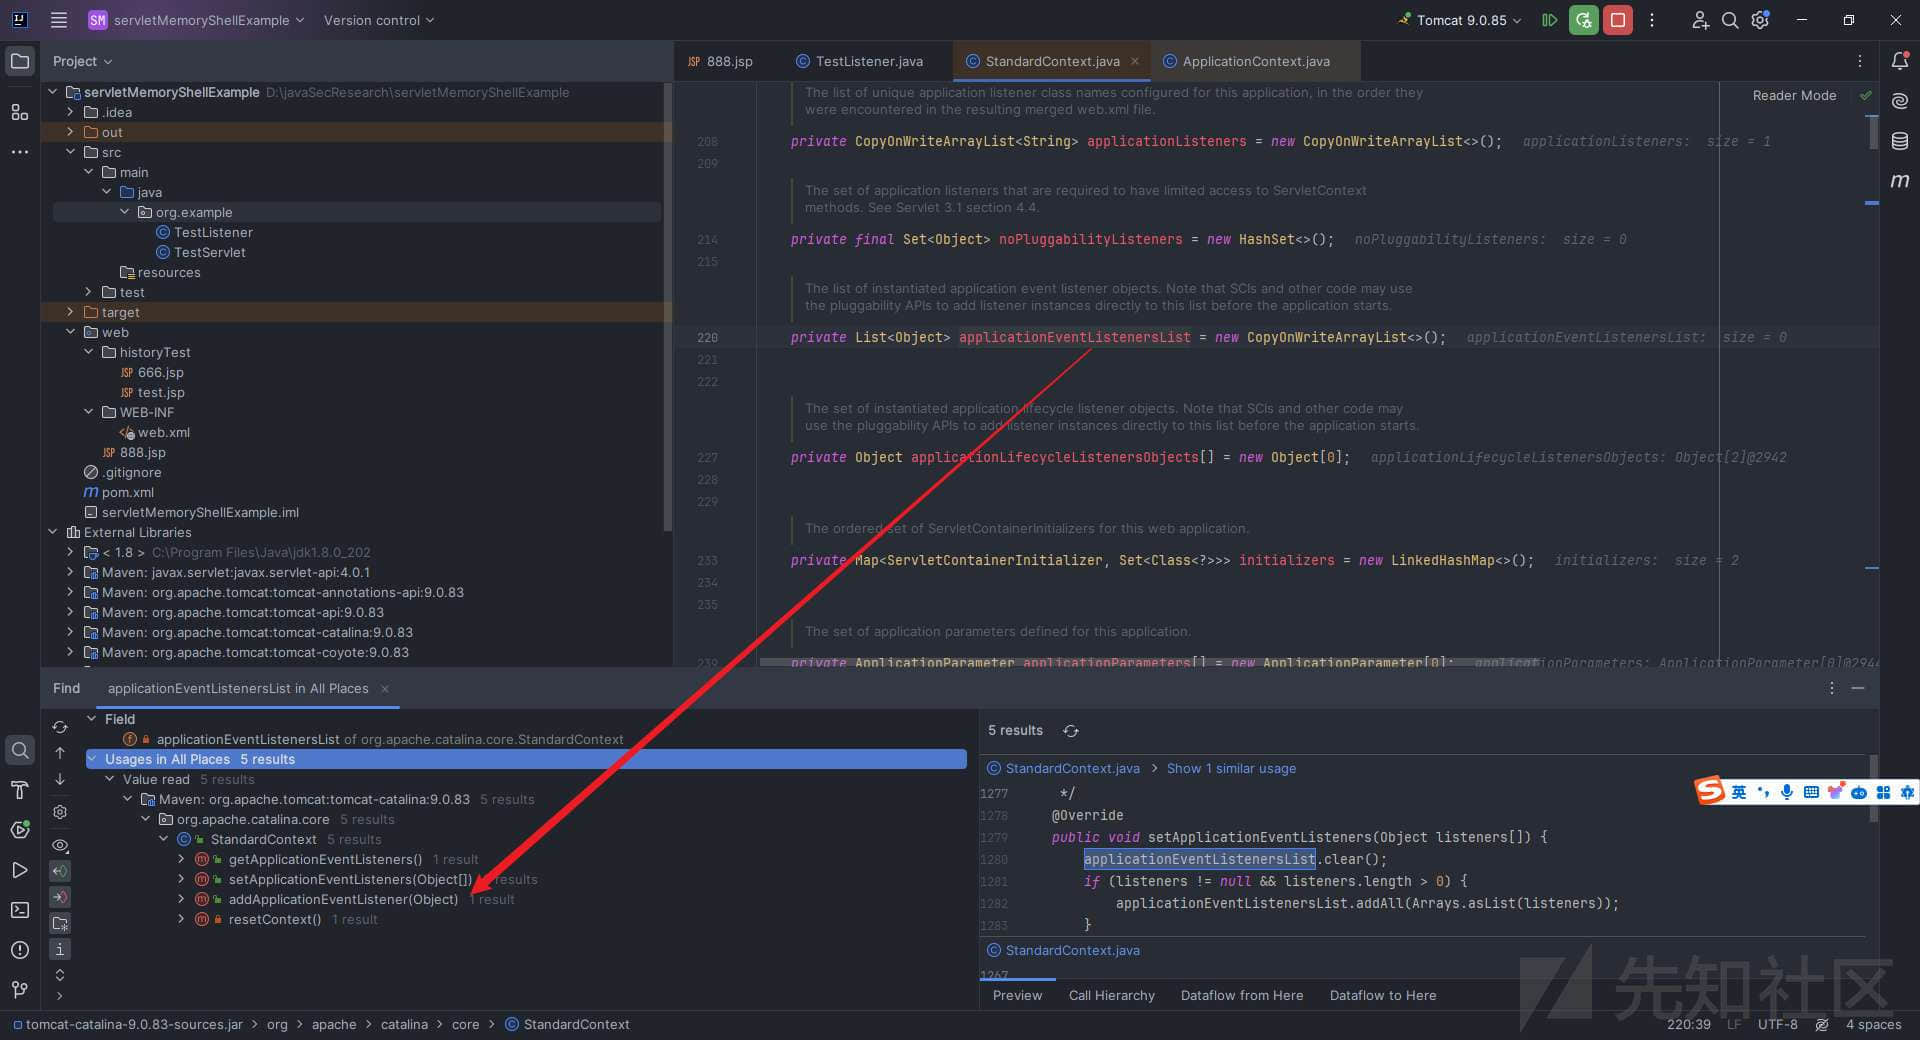 SM servletMemoryShellExample Version control Tomcat 9.0.85
Project
servletMemoryShellExample D:\javaSecResearch\servletMemoryShellExample
.idea
out
src
main
java
org.example
TestListener
TestServlet
resources
test
target
web
historyTest
JSP 666.jsp
JSP test.jsp
WEB-INF
web.xml
JSP 888.jsp
.gitignore
m pom.xml
servletMemoryShellExample.iml
External Libraries
< 1.8 > C:\Program Files\Java\jdk1.8.0_202
Maven: javax.servlet:javax.servlet-api:4.0.1
Maven: org.apache.tomcat:tomcat-annotations-api:9.0.83
Maven: org.apache.tomcat:tomcat-api:9.0.83
Maven: org.apache.tomcat:tomcat-catalina:9.0.83
Maven: org.apache.tomcat:tomcat-coyote:9.0.83
JSP 888.jsp TestListener.java StandardContext.java ApplicationContext.java
Reader Mode
The list of unique application listener class names configured for this application, in the order they
were encountered in the resulting merged web.xml file.
208 private CopyOnWriteArrayList<String> applicationListeners = new CopyOnWriteArrayList<>(); applicationListeners: size = 1
209
The set of application listeners that are required to have limited access to ServletContext
methods. See Servlet 3.1 section 4.4.
214 private final Set<Object> noPluggabilityListeners = new HashSet<>(); noPluggabilityListeners: size = 0
215
The list of instantiated application event listener objects. Note that SCIs and other code may use
the pluggability APIs to add listener instances directly to this list before the application starts.
220 private List<Object> applicationEventListenersList = new CopyOnWriteArrayList<>(); applicationEventListenersList: size = 0
221
222
The set of instantiated application lifecycle listener objects. Note that SCIs and other code may
use the pluggability APIs to add listener instances directly to this list before the application starts.
227 private Object applicationLifecycleListenersObjects[] = new Object[0]; applicationLifecycleListenersObjects: Object[2]@2942
228
229
The ordered set of ServletContainerInitializers for this web application.
233 private Map<ServletContainerInitializer, Set<Class<?>>> initializers = new LinkedHashMap<>(); initializers: size = 2
234
235
The set of application parameters defined for this application.
239 private ApplicationParameter applicationParameters[] = new ApplicationParameter[0]; applicationParameters: ApplicationParameter[0]@2944
Find applicationEventListenersList in All Places
Field
applicationEventListenersList of org.apache.catalina.core.StandardContext
Usages in All Places 5 results
Value read 5 results
Maven: org.apache.tomcat:tomcat-catalina:9.0.83 5 results
org.apache.catalina.core 5 results
StandardContext 5 results
getApplicationEventListeners() 1 result
setApplicationEventListeners(Object[]) results
addApplicationEventListener(Object) 1 result
resetContext() 1 result
5 results
StandardContext.java > Show 1 similar usage
1277 */
1278 @Override
1279 public void setApplicationEventListeners(Object listeners[]) {
1280 applicationEventListenersList.clear();
1281 if (listeners != null && listeners.length > 0) {
1282 applicationEventListenersList.addAll(Arrays.asList(listeners));
1283 }
StandardContext.java
1267
Preview Call Hierarchy Dataflow from Here Dataflow to Here
英
先知社区
tomcat-catalina-9.0.83-sources.jar > org > apache > catalina > core > StandardContext
220:39 LF UTF-8 4 spaces